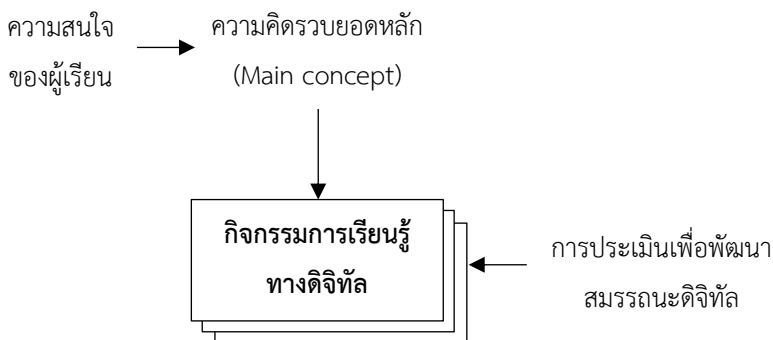 ความสนใจ
ของผู้เรียน
ความคิดรวบยอดหลัก
(Main concept)
กิจกรรมการเรียนรู้
ทางดิจิทัล
การประเมินเพื่อพัฒนา
สมรรถนะดิจิทัล